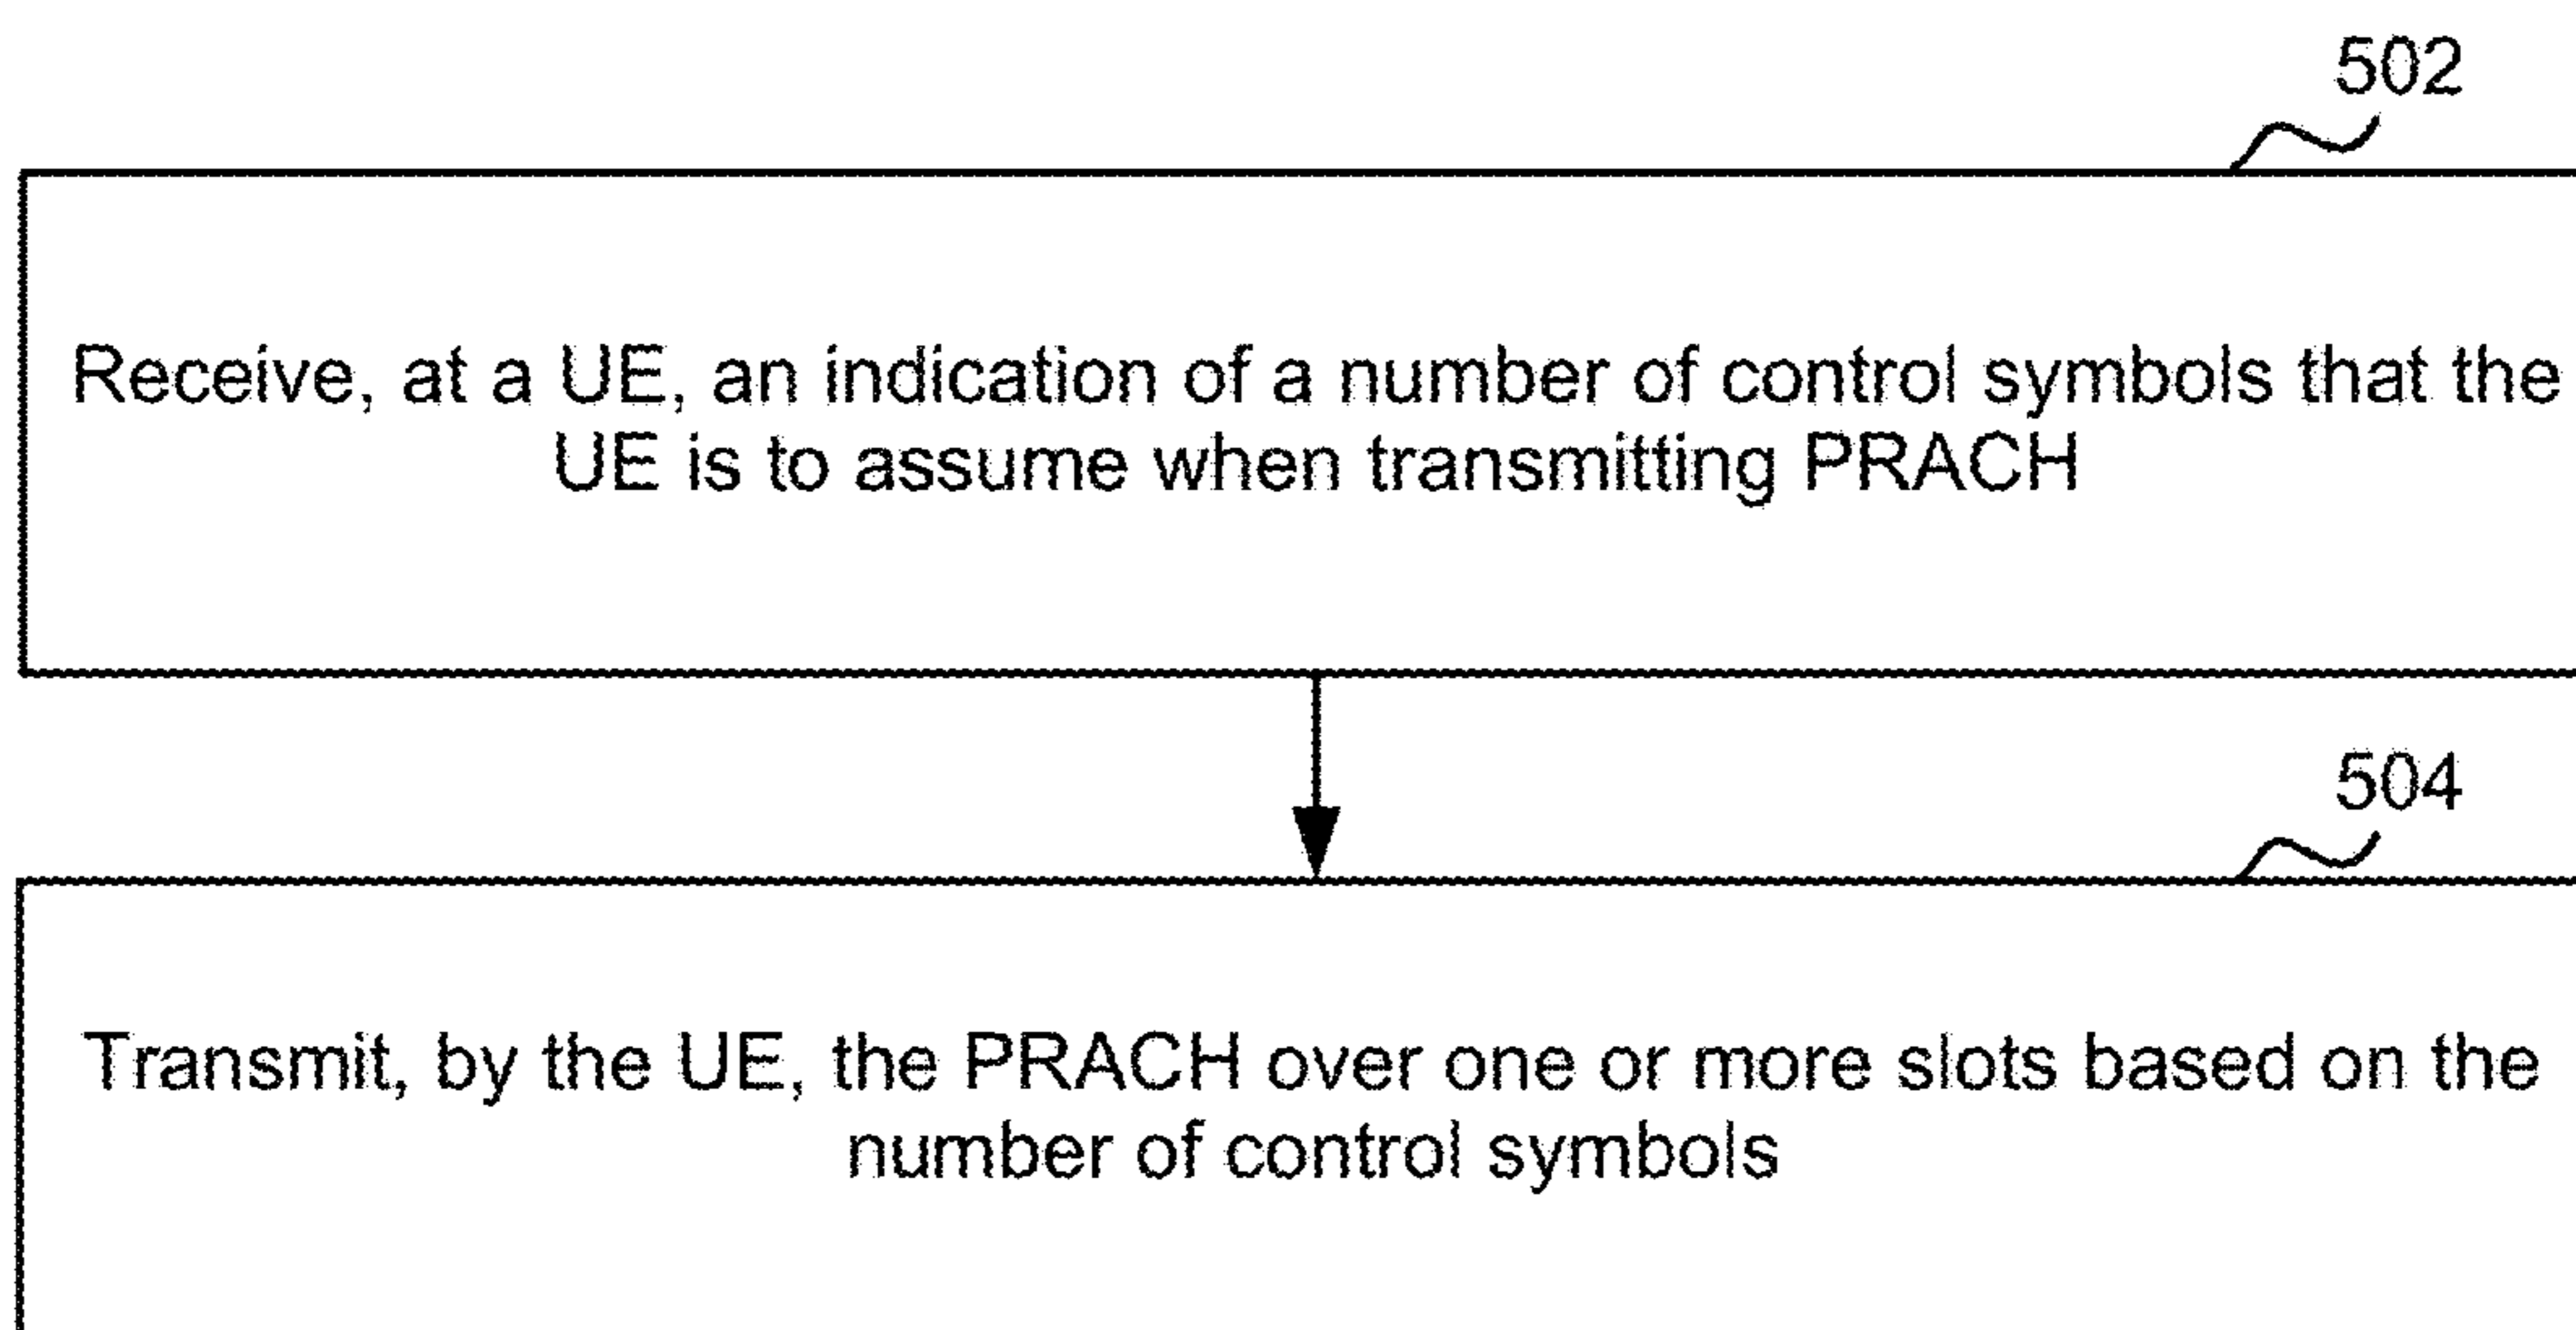 502
Receive, at a UE, an indication of a number of control symbols that the
UE is to assume when transmitting PRACH
504
Transmit, by the UE, the PRACH over one or more slots based on the
number of control symbols